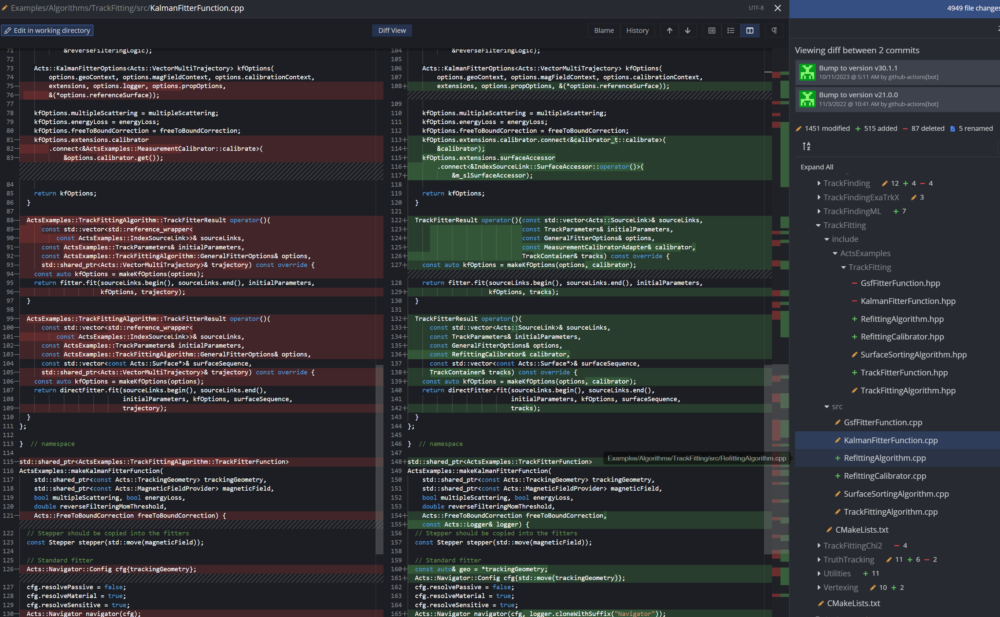 Examples/Algorithms/TrackFitting/src/KalmanFitterFunction.cpp
UTF-8
4949 file changes
Edit in working directory
Diff View
Blame
History
71 &reverseFilteringLogic);
72
73 Acts::KalmanFitterOptions<Acts::VectorMultiTrajectory> kfOptions(
74 options.geoContext, options.magFieldContext, options.calibrationContext,
75− extensions, options.logger, options.propOptions,
76− &(*options.referenceSurface));
77
78 kfOptions.multipleScattering = multipleScattering;
79 kfOptions.energyLoss = energyLoss;
80 kfOptions.freeToBoundCorrection = freeToBoundCorrection;
81− kfOptions.extensions.calibrator
82− .connect<&ActsExamples::MeasurementCalibrator::calibrate>(
83− &options.calibrator.get());
84
85 return kfOptions;
86 }
87
88− ActsExamples::TrackFittingAlgorithm::TrackFitterResult operator()(
89− const std::vector<std::reference_wrapper<
90− const ActsExamples::IndexSourceLink>>& sourceLinks,
91− const ActsExamples::TrackParameters& initialParameters,
92− const ActsExamples::TrackFittingAlgorithm::GeneralFitterOptions& options,
93− std::shared_ptr<Acts::VectorMultiTrajectory>& trajectory) const override {
94− const auto kfOptions = makeKfOptions(options);
95 return fitter.fit(sourceLinks.begin(), sourceLinks.end(), initialParameters,
96− kfOptions, trajectory);
97 }
98
99− ActsExamples::TrackFittingAlgorithm::TrackFitterResult operator()(
100− const std::vector<std::reference_wrapper<
101− const ActsExamples::IndexSourceLink>>& sourceLinks,
102− const ActsExamples::TrackParameters& initialParameters,
103− const ActsExamples::TrackFittingAlgorithm::GeneralFitterOptions& options,
104 const std::vector<const Acts::Surface*>& surfaceSequence,
105− std::shared_ptr<Acts::VectorMultiTrajectory>& trajectory) const override {
106− const auto kfOptions = makeKfOptions(options);
107 return directFitter.fit(sourceLinks.begin(), sourceLinks.end(),
108 initialParameters, kfOptions, surfaceSequence,
109− trajectory);
110 }
111 };
112
113 } // namespace
114
115− std::shared_ptr<ActsExamples::TrackFittingAlgorithm::TrackFitterFunction>
116 ActsExamples::makeKalmanFitterFunction(
117 std::shared_ptr<const Acts::TrackingGeometry> trackingGeometry,
118 std::shared_ptr<const Acts::MagneticFieldProvider> magneticField,
119 bool multipleScattering, bool energyLoss,
120 double reverseFilteringMomThreshold,
121− Acts::FreeToBoundCorrection freeToBoundCorrection) {
122 // Stepper should be copied into the fitters
123 const Stepper stepper(std::move(magneticField));
124
125 // Standard fitter
126− Acts::Navigator::Config cfg{trackingGeometry};
127 cfg.resolvePassive = false;
128 cfg.resolveMaterial = true;
129 cfg.resolveSensitive = true;
130− Acts::Navigator navigator(cfg);
104 &reverseFilteringLogic);
105
106 Acts::KalmanFitterOptions<Acts::VectorMultiTrajectory> kfOptions(
107 options.geoContext, options.magFieldContext, options.calibrationContext,
108+ extensions, options.propOptions, &(*options.referenceSurface));
109
110 kfOptions.multipleScattering = multipleScattering;
111 kfOptions.energyLoss = energyLoss;
112 kfOptions.freeToBoundCorrection = freeToBoundCorrection;
113+ kfOptions.extensions.calibrator.connect<&calibrator_t::calibrate>(
114+ &calibrator);
115+ kfOptions.extensions.surfaceAccessor
116+ .connect<&IndexSourceLink::SurfaceAccessor::operator()>(
117+ &m_slSurfaceAccessor);
118
119 return kfOptions;
120 }
121
122+ TrackFitterResult operator()(const std::vector<Acts::SourceLink>& sourceLinks,
123+ const TrackParameters& initialParameters,
124+ const GeneralFitterOptions& options,
125+ const MeasurementCalibratorAdapter& calibrator,
126+ TrackContainer& tracks) const override {
127+ const auto kfOptions = makeKfOptions(options, calibrator);
128 return fitter.fit(sourceLinks.begin(), sourceLinks.end(), initialParameters,
129+ kfOptions, tracks);
130 }
131
132+ TrackFitterResult operator()(
133+ const std::vector<Acts::SourceLink>& sourceLinks,
134+ const TrackParameters& initialParameters,
135+ const GeneralFitterOptions& options,
136+ const RefittingCalibrator& calibrator,
137 const std::vector<const Acts::Surface*>& surfaceSequence,
138+ TrackContainer& tracks) const override {
139+ const auto kfOptions = makeKfOptions(options, calibrator);
140 return directFitter.fit(sourceLinks.begin(), sourceLinks.end(),
141 initialParameters, kfOptions, surfaceSequence,
142+ tracks);
143 }
144 };
145
146 } // namespace
147
148+ std::shared_ptr<ActsExamples::TrackFitterFunction>
149 ActsExamples::makeKalmanFitterFunction(
150 std::shared_ptr<const Acts::TrackingGeometry> trackingGeometry,
151 std::shared_ptr<const Acts::MagneticFieldProvider> magneticField,
152 bool multipleScattering, bool energyLoss,
153 double reverseFilteringMomThreshold,
154+ Acts::FreeToBoundCorrection freeToBoundCorrection,
155+ const Acts::Logger& logger) {
156 // Stepper should be copied into the fitters
157 const Stepper stepper(std::move(magneticField));
158
159 // Standard fitter
160+ const auto& geo = *trackingGeometry;
161+ Acts::Navigator::Config cfg{std::move(trackingGeometry)};
162 cfg.resolvePassive = false;
163 cfg.resolveMaterial = true;
164 cfg.resolveSensitive = true;
165+ Acts::Navigator navigator(cfg, logger.cloneWithSuffix("Navigator"));
Examples/Algorithms/TrackFitting/src/RefittingAlgorithm.cpp
Viewing diff between 2 commits
Bump to version v30.1.1
10/11/2023 @ 5:11 AM by github-actions[bot]
Bump to version v21.0.0
11/3/2022 @ 10:41 AM by github-actions[bot]
1451 modified + 515 added − 87 deleted 5 renamed
Expand All
TrackFinding 12 + 4 − 4
TrackFindingExaTrkX 3
TrackFindingML + 7
TrackFitting
include
ActsExamples
TrackFitting
− GsfFitterFunction.hpp
− KalmanFitterFunction.hpp
+ RefittingAlgorithm.hpp
+ RefittingCalibrator.hpp
SurfaceSortingAlgorithm.hpp
+ TrackFitterFunction.hpp
TrackFittingAlgorithm.hpp
src
GsfFitterFunction.cpp
KalmanFitterFunction.cpp
+ RefittingAlgorithm.cpp
+ RefittingCalibrator.cpp
SurfaceSortingAlgorithm.cpp
TrackFittingAlgorithm.cpp
CMakeLists.txt
TrackFittingChi2 − 4
TruthTracking 11 + 6 − 2
Utilities + 11
Vertexing 10 + 2
CMakeLists.txt